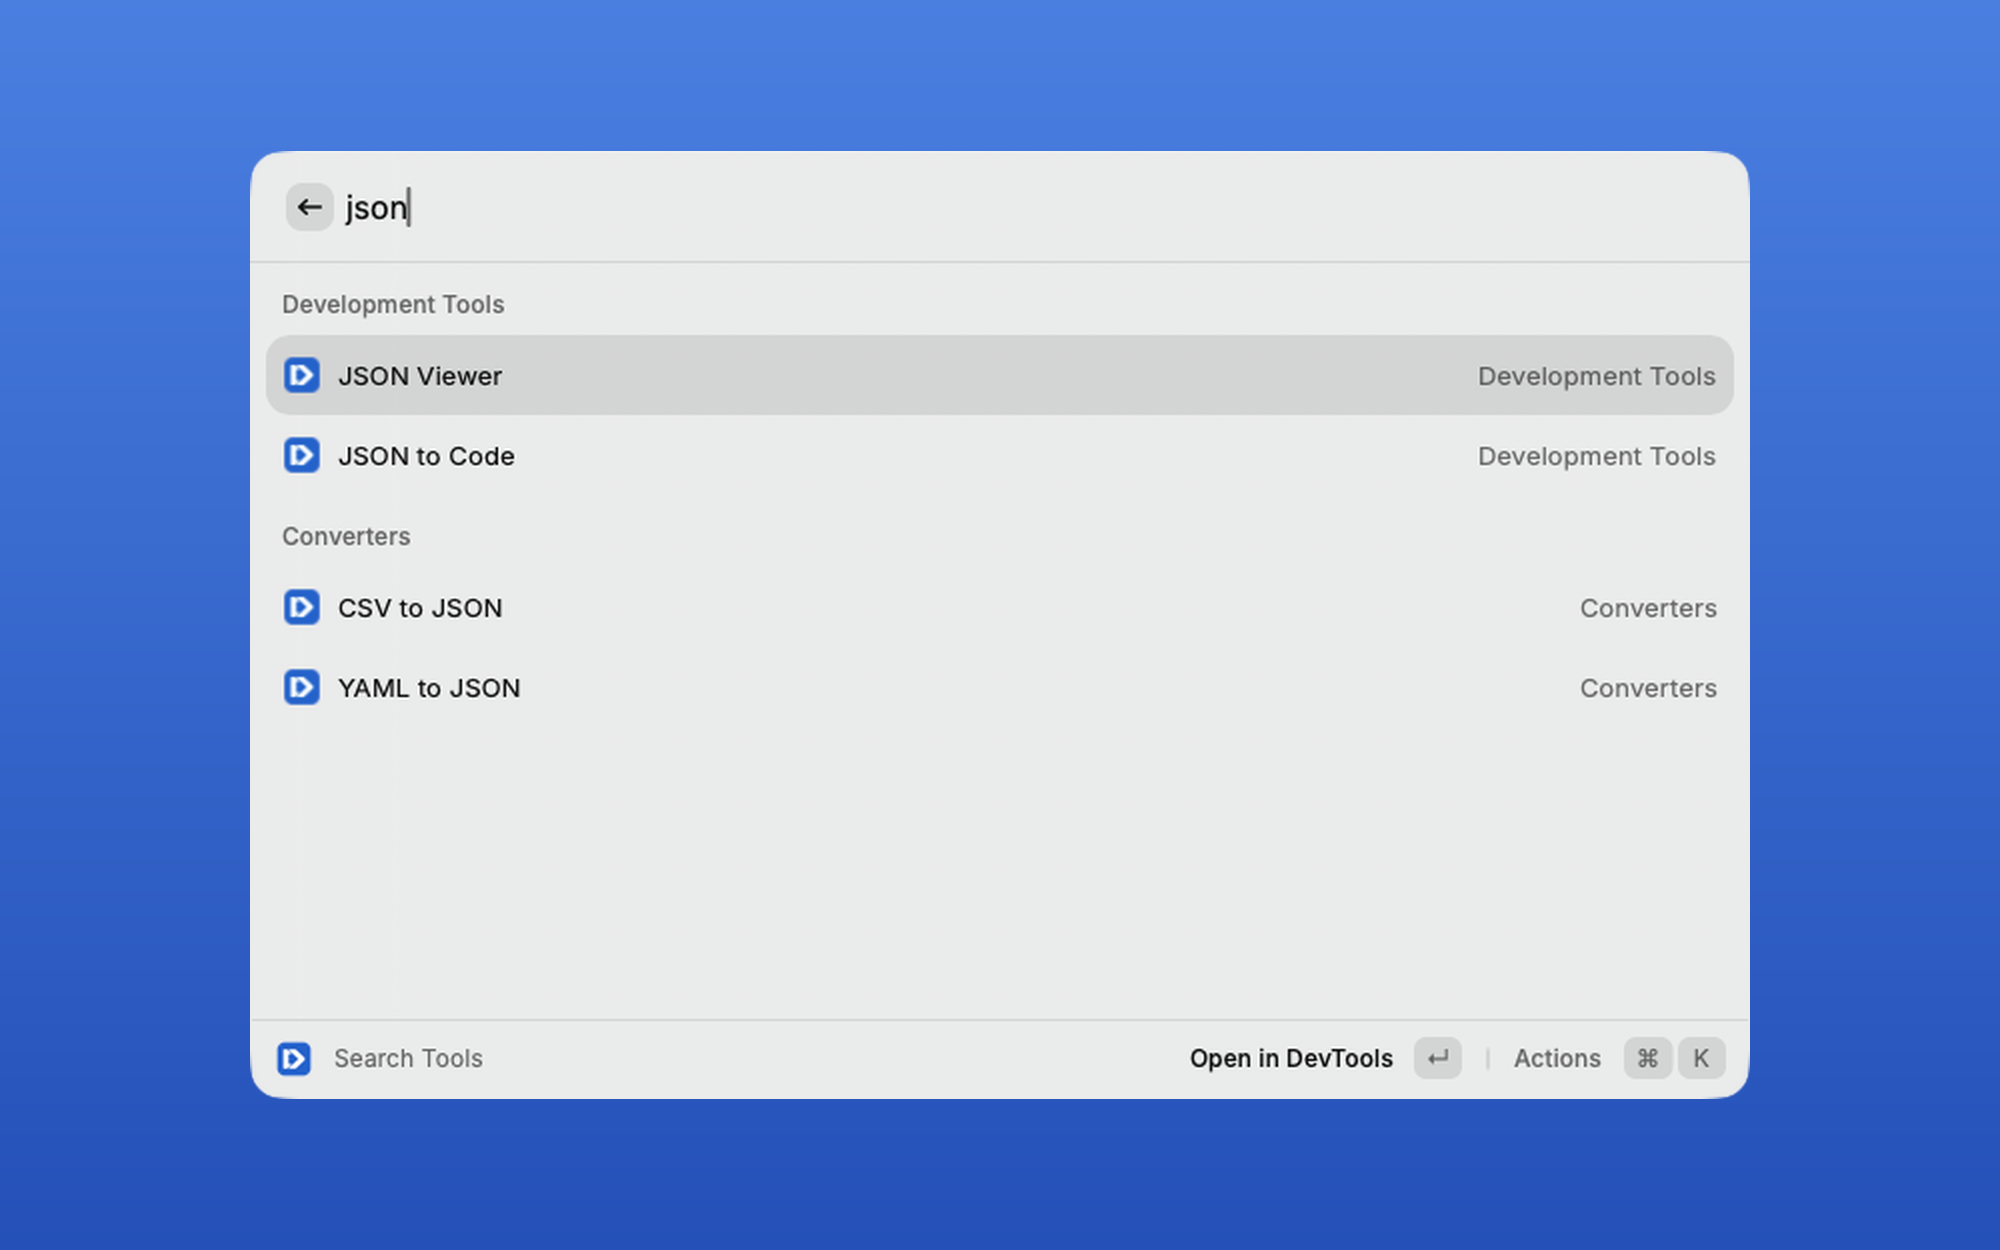 json
Development Tools
JSON Viewer Development Tools
JSON to Code Development Tools
Converters
CSV to JSON Converters
YAML to JSON Converters
Search Tools Open in DevTools ↵ | Actions ⌘ K